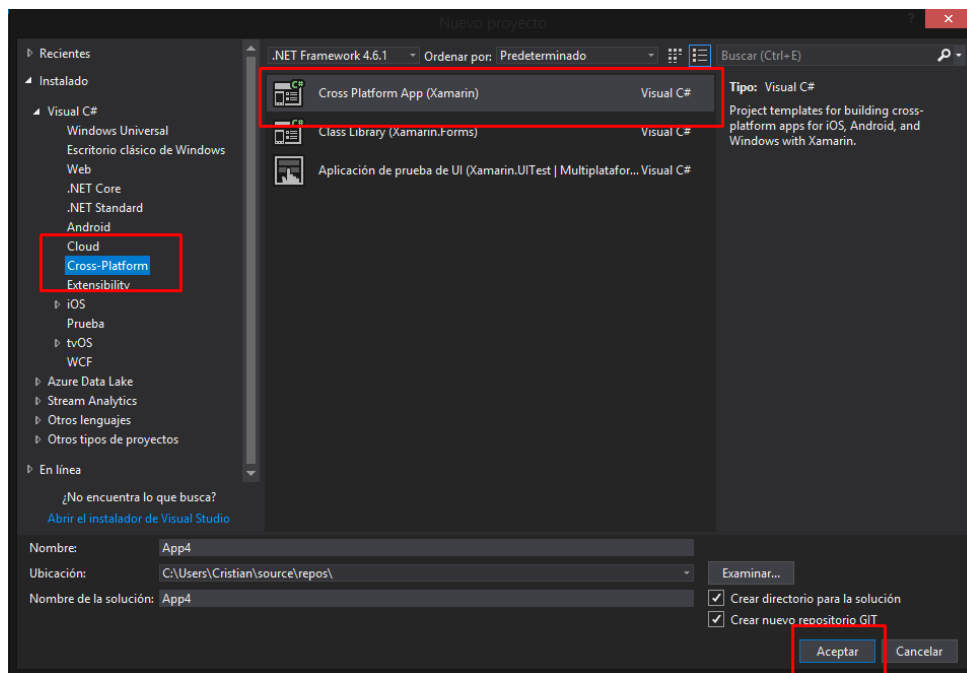 Nuevo proyecto
?
Recientes
Instalado
Visual C#
Windows Universal
Escritorio clásico de Windows
Web
.NET Core
.NET Standard
Android
Cloud
Cross-Platform
Extensibility
iOS
Prueba
tvOS
WCF
Azure Data Lake
Stream Analytics
Otros lenguajes
Otros tipos de proyectos
En línea
¿No encuentra lo que busca?
Abrir el instalador de Visual Studio
.NET Framework 4.6.1 Ordenar por: Predeterminado
Cross Platform App (Xamarin) Visual C#
Class Library (Xamarin.Forms) Visual C#
Aplicación de prueba de UI (Xamarin.UITest | Multiplatafor... Visual C#
Buscar (Ctrl+E)
Tipo: Visual C#
Project templates for building cross-
platform apps for iOS, Android, and
Windows with Xamarin.
Nombre: App4
Ubicación: C:\Users\Cristian\source\repos\ Examinar...
Nombre de la solución: App4
Crear directorio para la solución
Crear nuevo repositorio GIT
Aceptar Cancelar